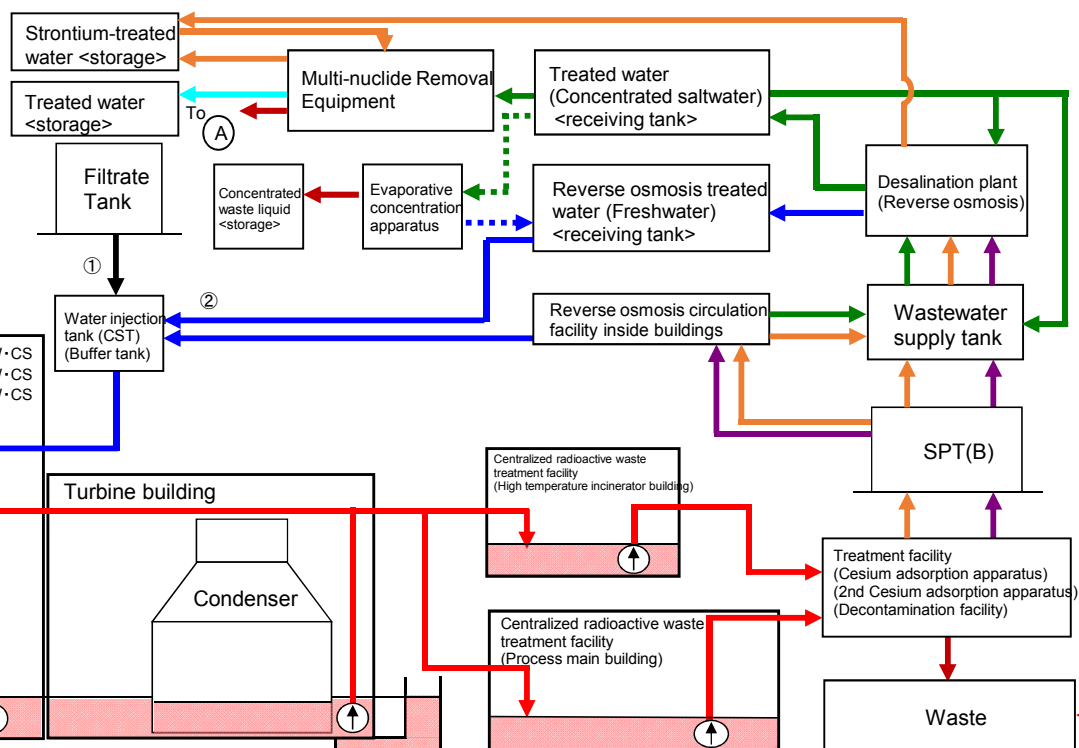 Strontium-treated
water <storage>
Multi-nuclide Removal
Equipment
Treated water
(Concentrated saltwater)
<receiving tank>
Treated water
<storage>
To
A
Filtrate
Tank
Concentrated
waste liquid
<storage>
Evaporative
concentration
apparatus
Reverse osmosis treated
water (Freshwater)
<receiving tank>
Desalination plant
(Reverse osmosis)
①
②
Water injection
tank (CST)
(Buffer tank)
Reverse osmosis circulation
facility inside buildings
Wastewater
supply tank
・CS
・CS
・CS
SPT(B)
Turbine building
Condenser
Centralized radioactive waste
treatment facility
(High temperature incinerator building)
Treatment facility
(Cesium adsorption apparatus)
(2nd Cesium adsorption apparatus)
(Decontamination facility)
Centralized radioactive waste
treatment facility
(Process main building)
Waste